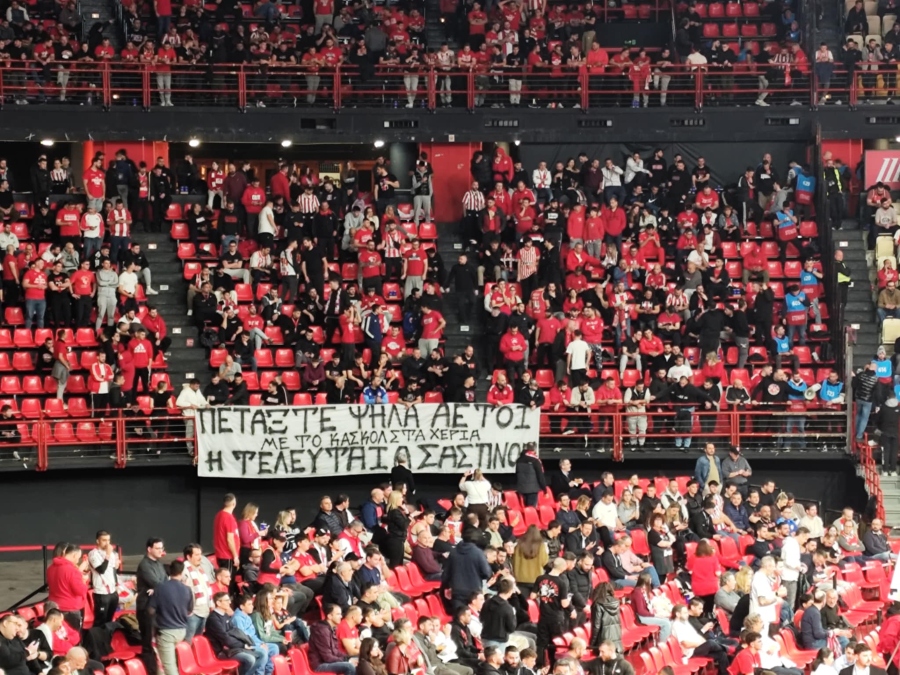 ΠΕΤΑΞΤΕ ΨΗΛΑ ΑΕΤΟΙ
ΜΕ ΤΟ ΚΑΣΚΟΛ ΣΤΑ ΧΕΡΙΑ
Η ΤΕΛΕΥΤΑΙΑ ΣΑΣ ΠΝΟΗ